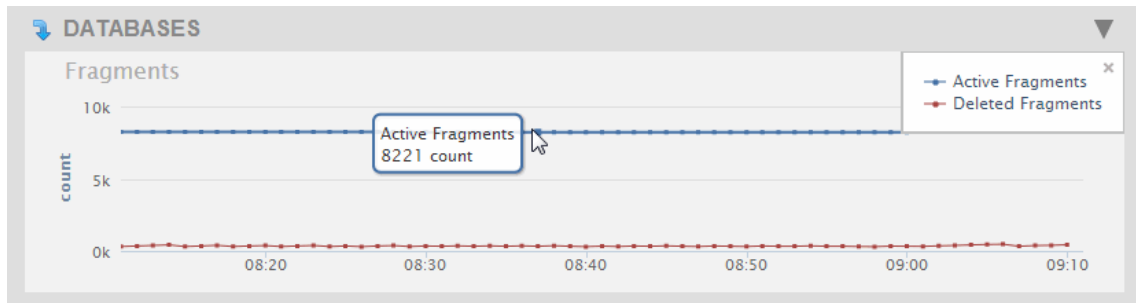 DATABASES
Fragments
Active Fragments
Deleted Fragments
10k
Active Fragments
8221 count
count
5k
0k
08:20
08:30
08:40
08:50
09:00
09:10